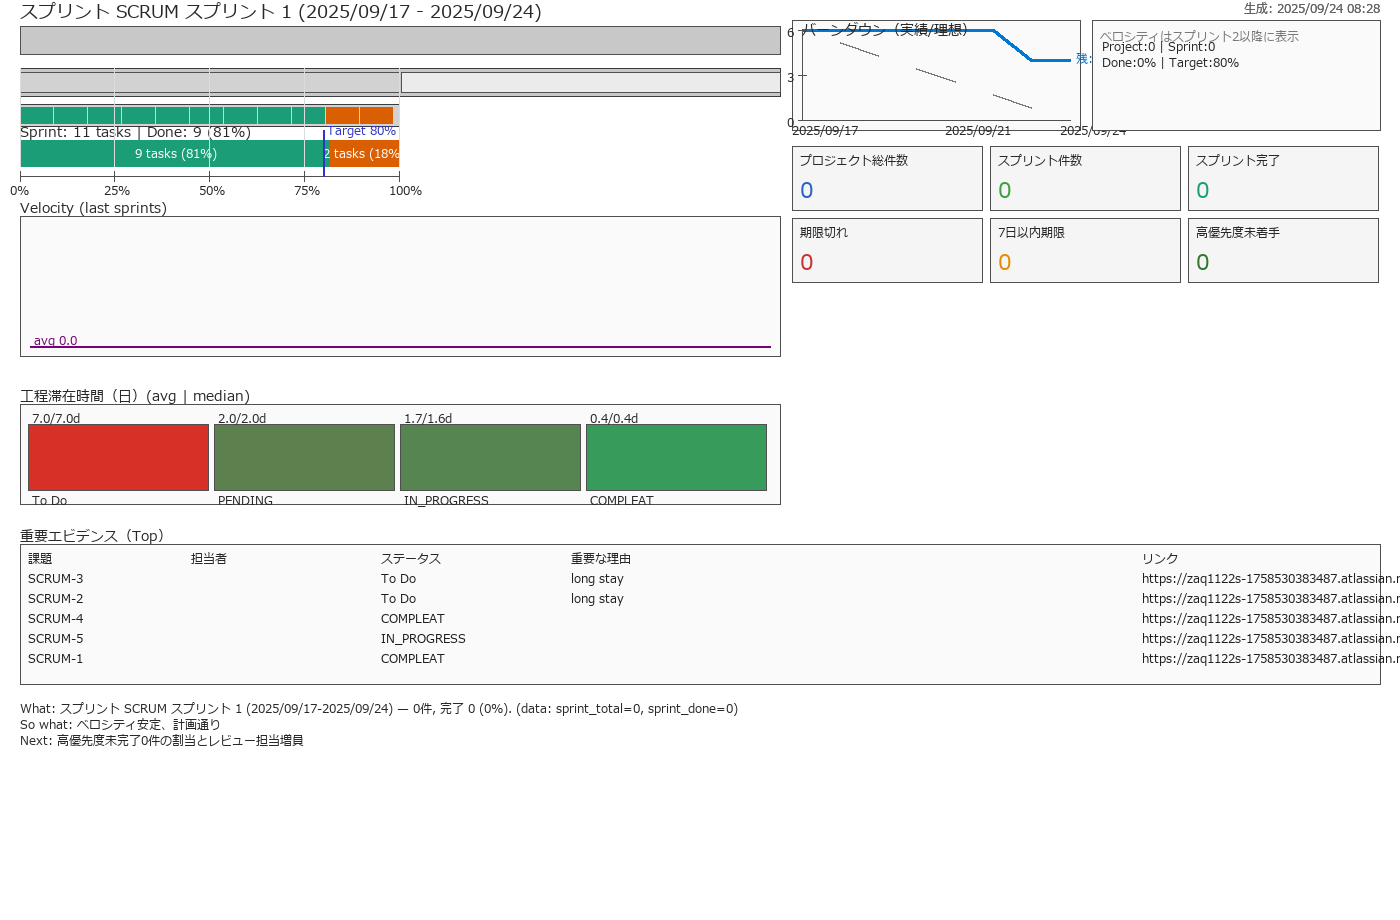 スプリント SCRUM スプリント 1 (2025/09/17 - 2025/09/24)
生成: 2025/09/24 08:28
Sprint: 11 tasks | Done: 9 (81%)
Target 80%
9 tasks (81%)
2 tasks (18%
0%
25%
50%
75%
100%
バーンダウン（実績/理想）
6
3
0
残:
2025/09/17
2025/09/21
2025/09/24
ベロシティはスプリント2以降に表示
Project:0 | Sprint:0
Done:0% | Target:80%
プロジェクト総件数
0
スプリント件数
0
スプリント完了
0
期限切れ
0
7日以内期限
0
高優先度未着手
0
Velocity (last sprints)
avg 0.0
工程滞在時間（日）(avg | median)
7.0/7.0d
2.0/2.0d
1.7/1.6d
0.4/0.4d
To Do
PENDING
IN_PROGRESS
COMPLEAT
重要エビデンス（Top）
課題 担当者 ステータス 重要な理由 リンク
SCRUM-3 To Do long stay https://zaq1122s-1758530383487.atlassian.n
SCRUM-2 To Do long stay https://zaq1122s-1758530383487.atlassian.n
SCRUM-4 COMPLEAT https://zaq1122s-1758530383487.atlassian.n
SCRUM-5 IN_PROGRESS https://zaq1122s-1758530383487.atlassian.n
SCRUM-1 COMPLEAT https://zaq1122s-1758530383487.atlassian.n
What: スプリント SCRUM スプリント 1 (2025/09/17-2025/09/24) — 0件, 完了 0 (0%). (data: sprint_total=0, sprint_done=0)
So what: ベロシティ安定、計画通り
Next: 高優先度未完了0件の割当とレビュー担当増員